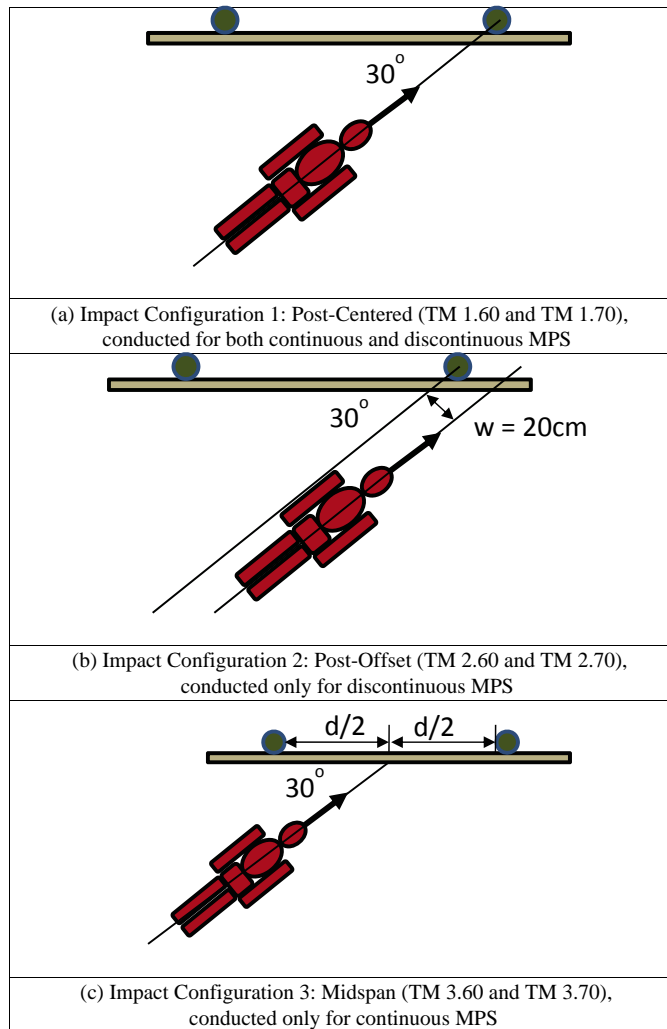 30°
(a) Impact Configuration 1: Post-Centered (TM 1.60 and TM 1.70),
conducted for both continuous and discontinuous MPS
30°
w = 20cm
(b) Impact Configuration 2: Post-Offset (TM 2.60 and TM 2.70),
conducted only for discontinuous MPS
d/2 d/2
30°
(c) Impact Configuration 3: Midspan (TM 3.60 and TM 3.70),
conducted only for continuous MPS